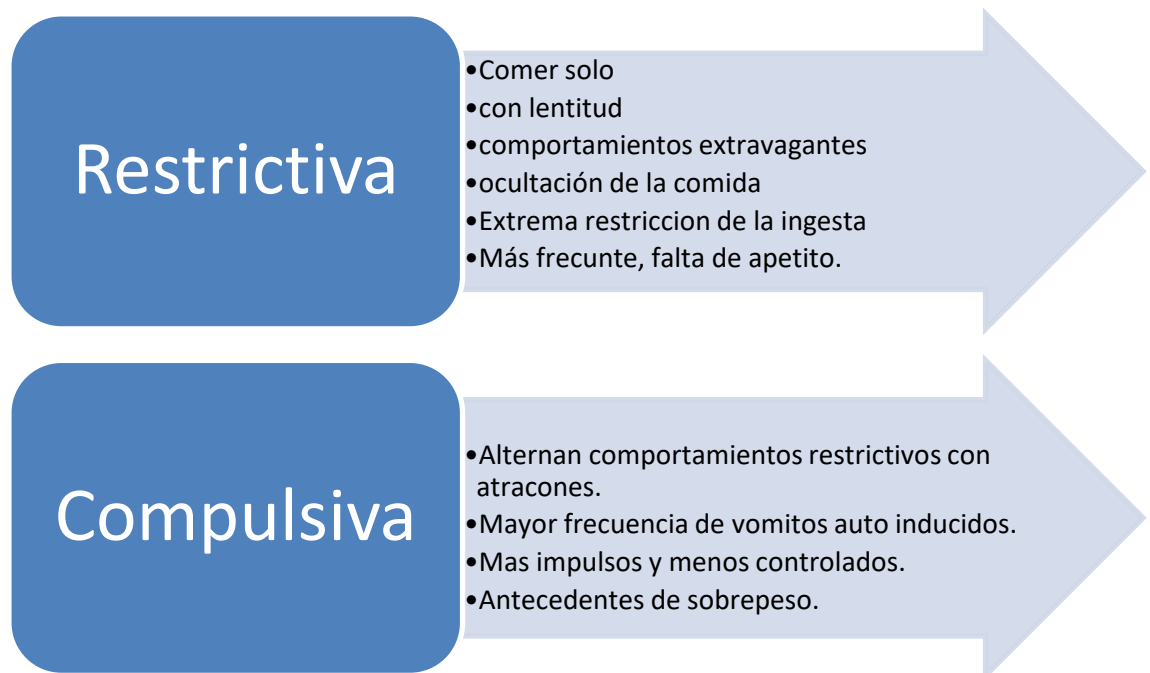 Restrictiva
•Comer solo
•con lentitud
•comportamientos extravagantes
•ocultación de la comida
•Extrema restriccion de la ingesta
•Más frecunte, falta de apetito.
Compulsiva
•Alternan comportamientos restrictivos con
atracones.
•Mayor frecuencia de vomitos auto inducidos.
•Mas impulsos y menos controlados.
•Antecedentes de sobrepeso.